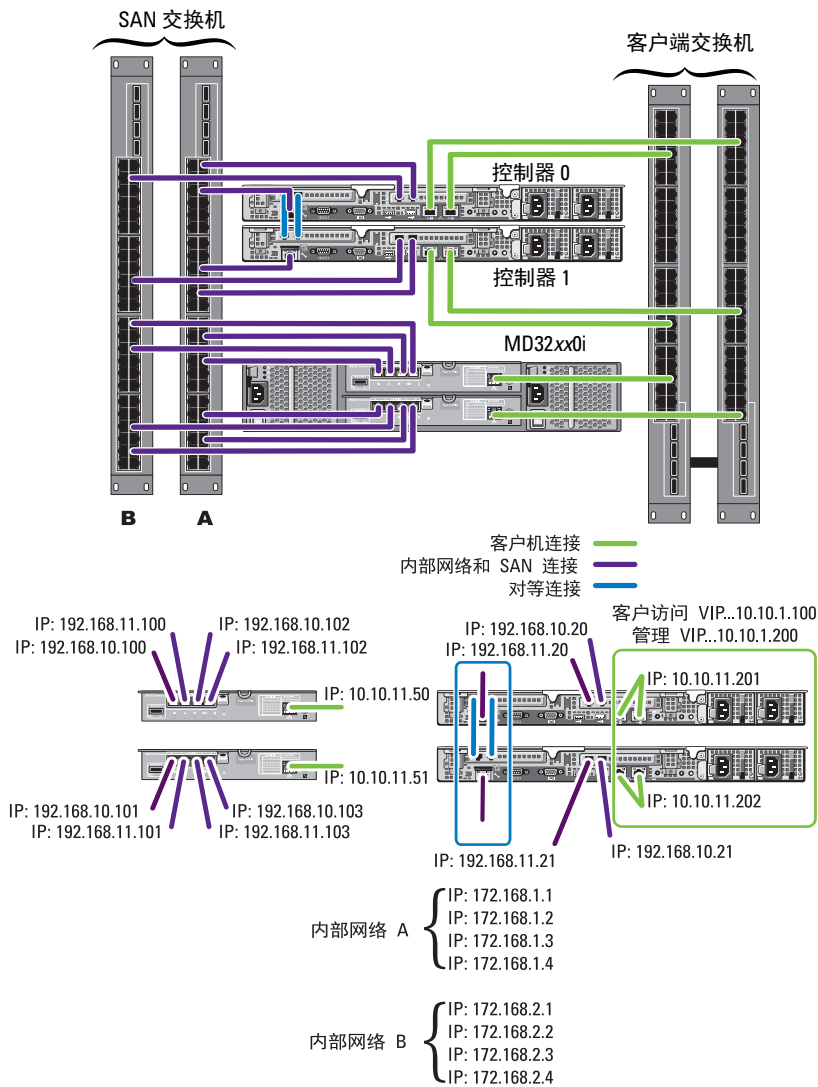 SAN 交换机
客户端交换机
控制器 0
控制器 1
MD32xx0i
B
A
客户机连接
内部网络和 SAN 连接
对等连接
IP: 192.168.11.100
IP: 192.168.10.102
IP: 192.168.10.100
IP: 192.168.11.102
IP: 10.10.11.50
IP: 10.10.11.51
IP: 192.168.10.101
IP: 192.168.10.103
IP: 192.168.11.101
IP: 192.168.11.103
客户访问 VIP...10.10.1.100
管理 VIP...10.10.1.200
IP: 192.168.10.20
IP: 192.168.11.20
IP: 10.10.11.201
IP: 10.10.11.202
IP: 192.168.11.21
IP: 192.168.10.21
内部网络 A
IP: 172.168.1.1
IP: 172.168.1.2
IP: 172.168.1.3
IP: 172.168.1.4
内部网络 B
IP: 172.168.2.1
IP: 172.168.2.2
IP: 172.168.2.3
IP: 172.168.2.4